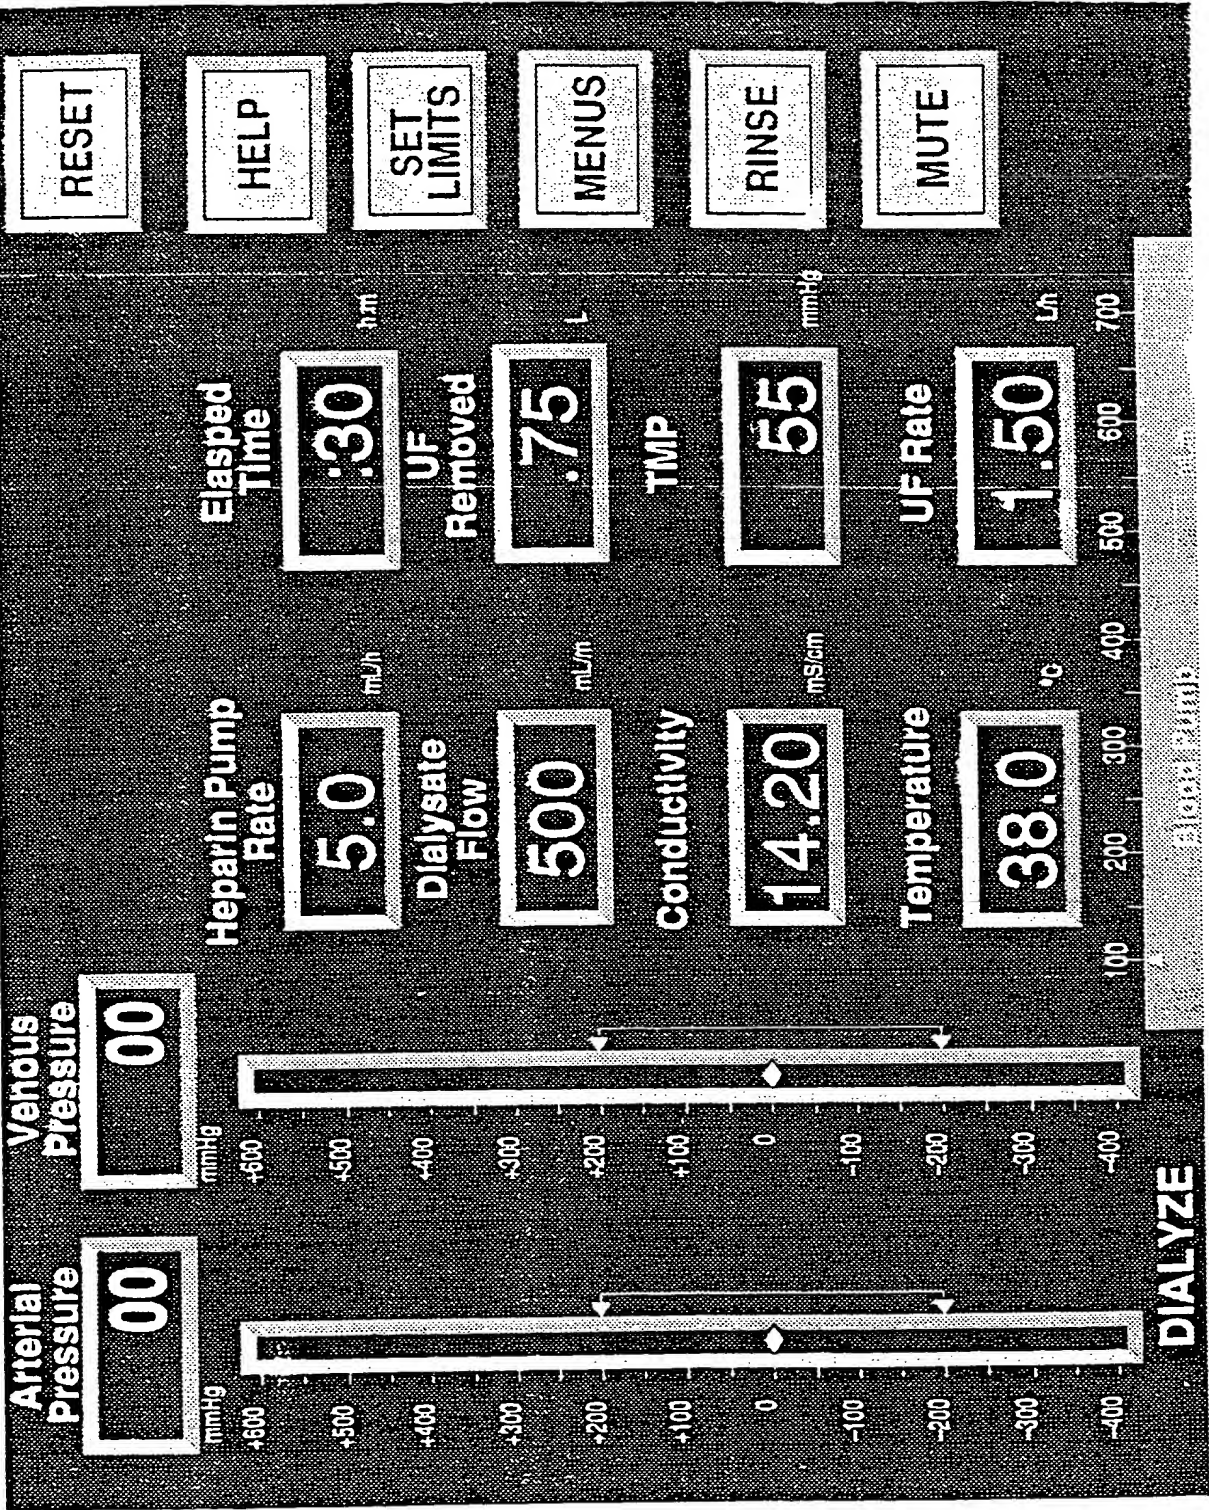 Arterial
Pressure
00
mmHg
+600
+500
+400
+300
+200
+100
0
-100
-200
-300
-400
Venous
Pressure
00
mmHg
+600
+500
+400
+300
+200
+100
0
-100
-200
-300
-400
Heparin Pump
Rate
5.0
mL/h
Elasped
Time
:30
h:m
Dialysate
Flow
500
mL/m
UF
Removed
.75
L
Conductivity
14.20
mS/cm
TMP
55
mmHg
Temperature
38.0
°C
UF Rate
1.50
L/h
100
200
300
400
500
600
700
Blood Pump
DIALYZE
RESET
HELP
SET
LIMITS
MENUS
RINSE
MUTE